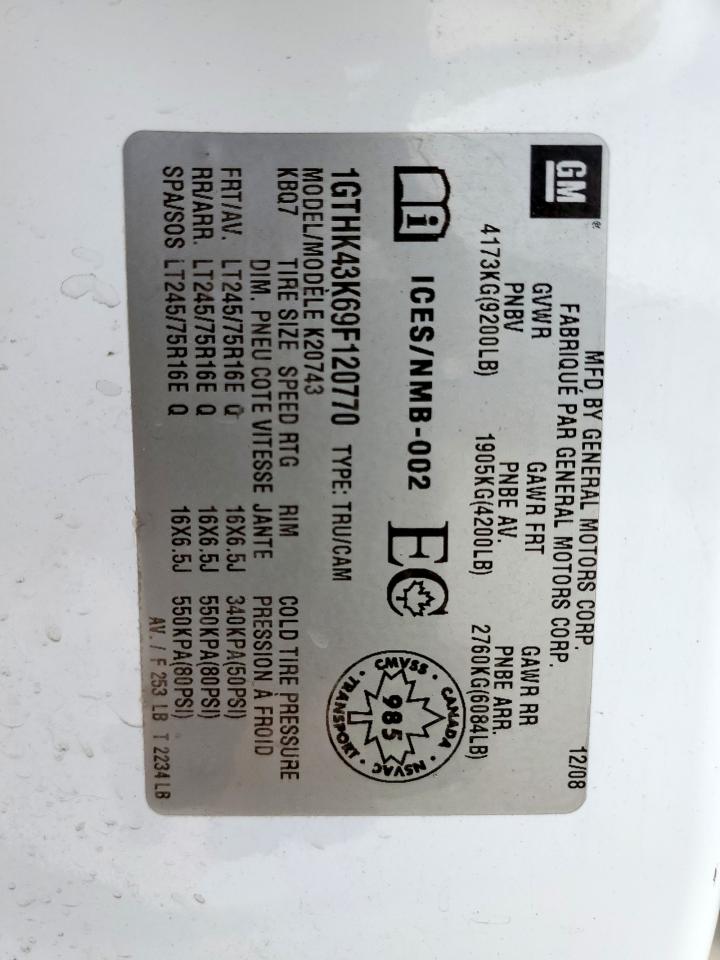 GM®
MFD BY GENERAL MOTORS CORP.
FABRIQUÉ PAR GENERAL MOTORS CORP.
12/08
GVWR GAWR FRT GAWR RR
PNBV PNBE AV. PNBE ARR.
4173KG(9200LB) 1905KG(4200LB) 2760KG(6084LB)
i ICES/NMB-002 EC T
CANADA · NSVAC · TRANSPORT · CMVSS ·
985
1GTHK43K69F120770 TYPE: TRU/CAM
MODEL/MODÈLE K20743
KBQ7 TIRE SIZE SPEED RTG RIM COLD TIRE PRESSURE
DIM. PNEU COTE VITESSE JANTE PRESSION À FROID
FRT/AV. LT245/75R16E Q 16X6.5J 340KPA(50PSI)
RR/ARR. LT245/75R16E Q 16X6.5J 550KPA(80PSI)
SPA/SOS LT245/75R16E Q 16X6.5J 550KPA(80PSI)
AV. / F 253 LB T 2234 LB